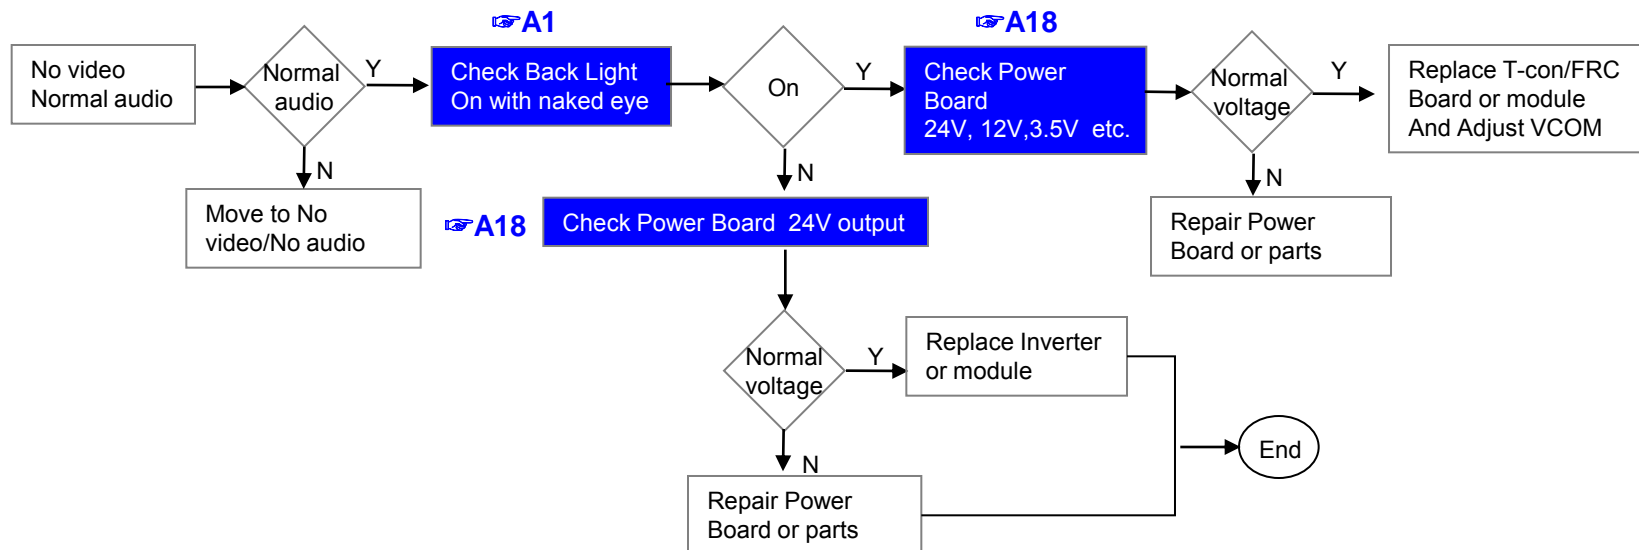 ☞A1
☞A18
No video
Normal audio
Normal
audio
Y
Check Back Light
On with naked eye
On
Y
Check Power
Board
24V, 12V,3.5V etc.
Normal
voltage
Y
Replace T-con/FRC
Board or module
And Adjust VCOM
N
Move to No
video/No audio
N
☞A18
Check Power Board 24V output
N
Repair Power
Board or parts
Normal
voltage
Y
Replace Inverter
or module
End
N
Repair Power
Board or parts